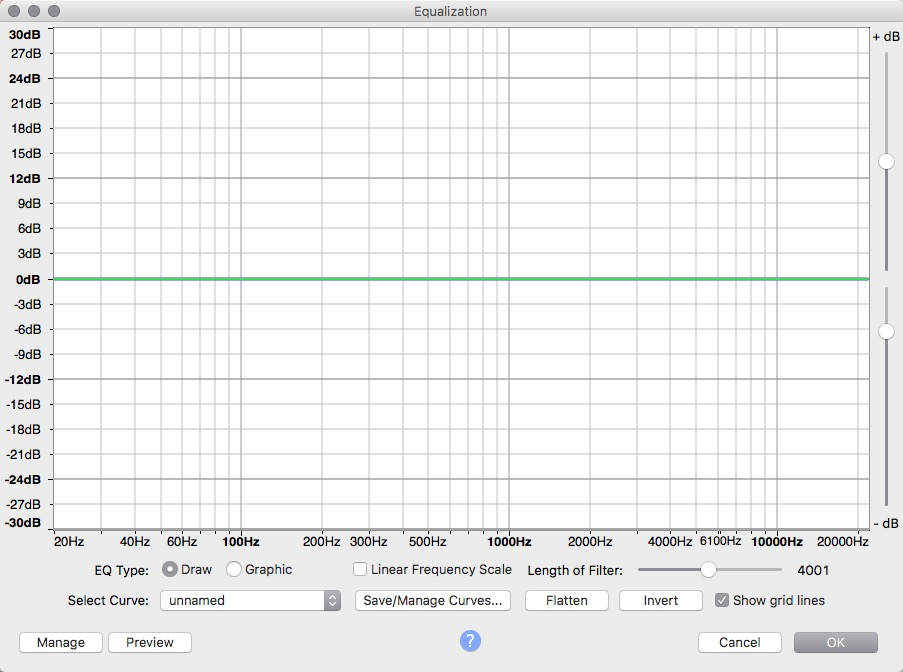 Equalization
+ dB
30dB
27dB
24dB
21dB
18dB
15dB
12dB
9dB
6dB
3dB
0dB
-3dB
-6dB
-9dB
-12dB
-15dB
-18dB
-21dB
-24dB
-27dB
-30dB
- dB
20Hz 40Hz 60Hz 100Hz 200Hz 300Hz 500Hz 1000Hz 2000Hz 4000Hz 6100Hz 10000Hz 20000Hz
EQ Type: Draw Graphic Linear Frequency Scale Length of Filter: 4001
Select Curve: unnamed Save/Manage Curves... Flatten Invert Show grid lines
Manage Preview ? Cancel OK